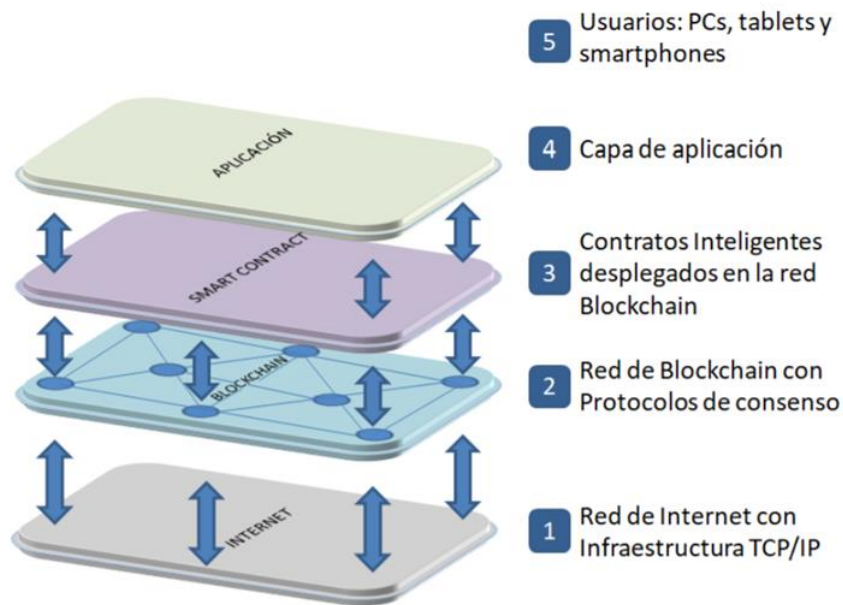 5 Usuarios: PCs, tablets y
smartphones
APLICACIÓN
4 Capa de aplicación
SMART CONTRACT
3 Contratos Inteligentes
desplegados en la red
Blockchain
BLOCKCHAIN
2 Red de Blockchain con
Protocolos de consenso
INTERNET
1 Red de Internet con
Infraestructura TCP/IP